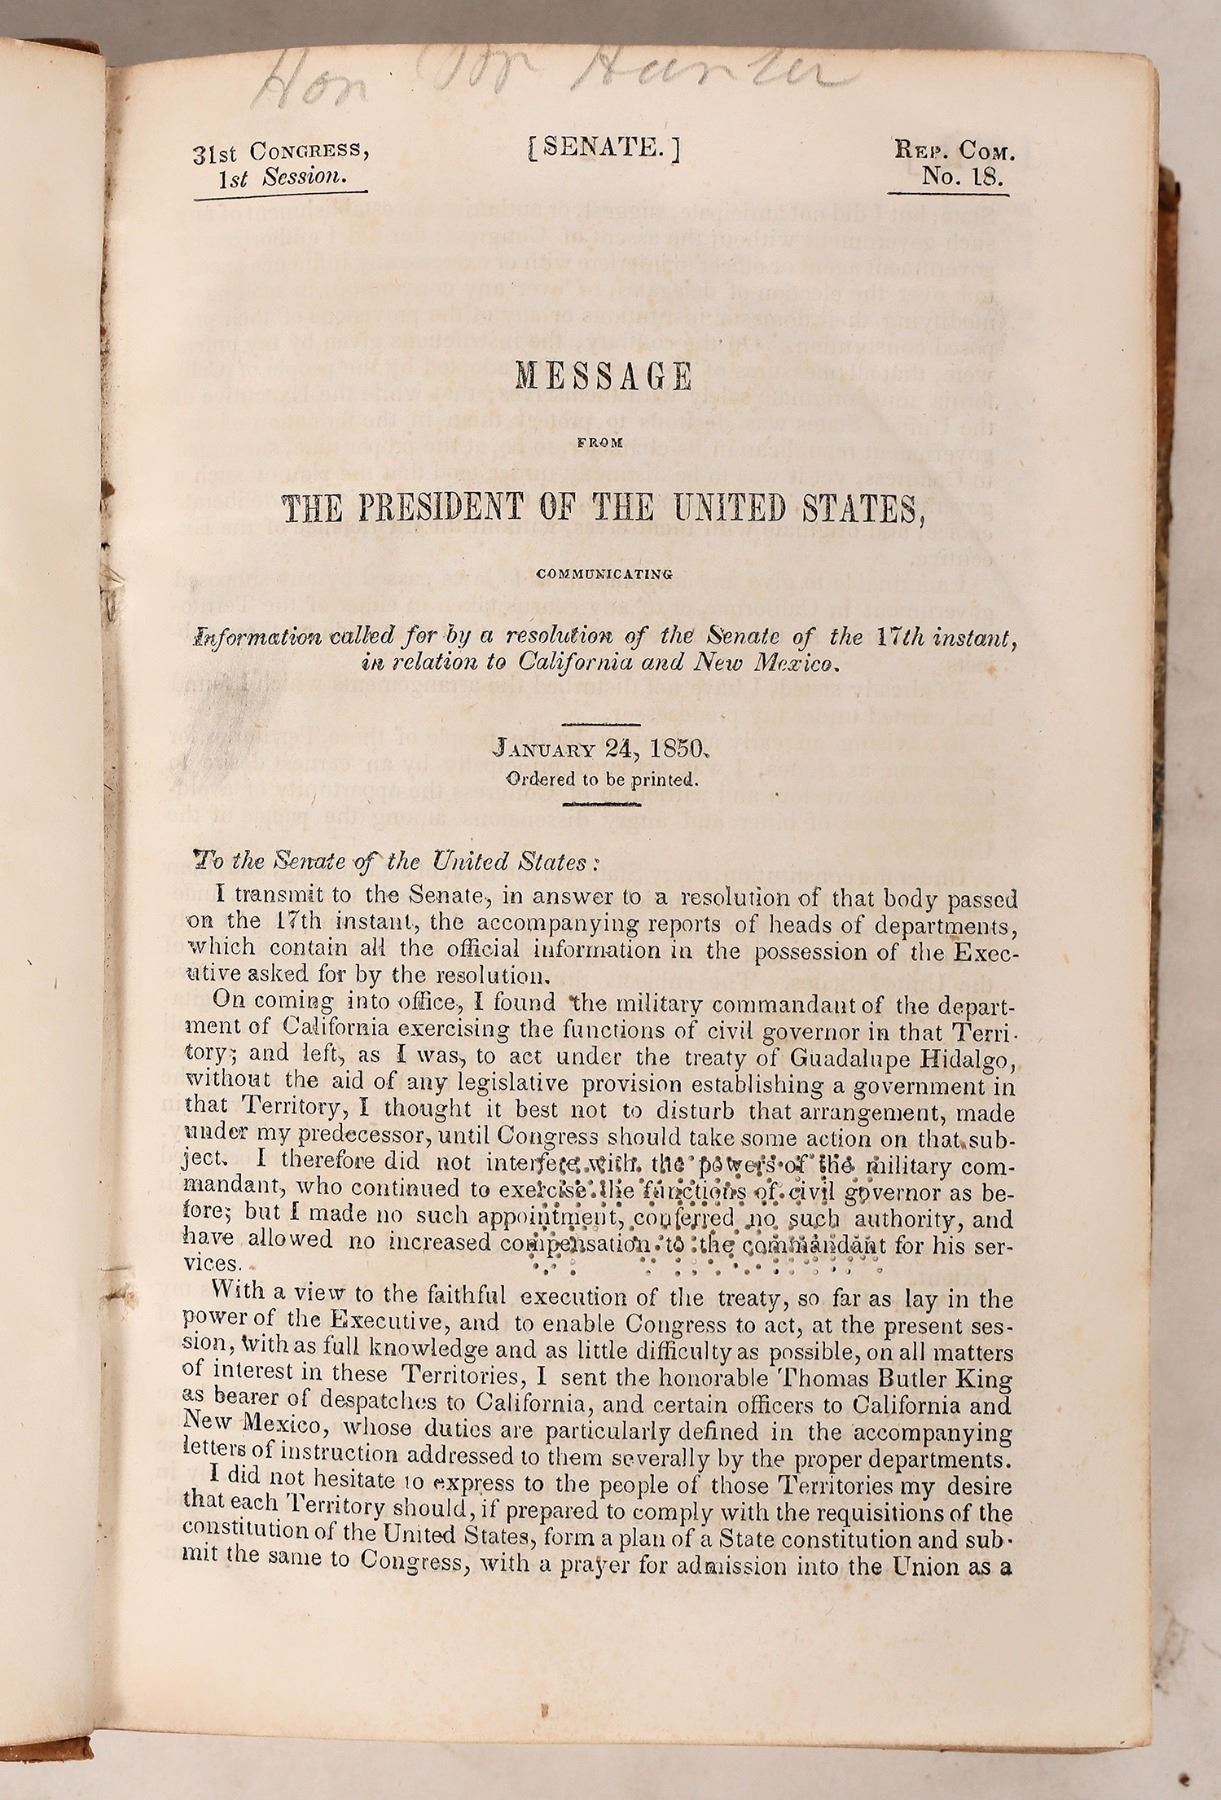 Hon Mr Hunter
31st Congress,
1st Session.
[SENATE.]
Rep. Com.
No. 18.
MESSAGE
FROM
THE PRESIDENT OF THE UNITED STATES,
COMMUNICATING
Information called for by a resolution of the Senate of the 17th instant,
in relation to California and New Mexico.
January 24, 1850.
Ordered to be printed.
To the Senate of the United States:
I transmit to the Senate, in answer to a resolution of that body passed
on the 17th instant, the accompanying reports of heads of departments,
which contain all the official information in the possession of the Exec-
utive asked for by the resolution.
On coming into office, I found the military commandant of the depart-
ment of California exercising the functions of civil governor in that Terri-
tory; and left, as I was, to act under the treaty of Guadalupe Hidalgo,
without the aid of any legislative provision establishing a government in
that Territory, I thought it best not to disturb that arrangement, made
under my predecessor, until Congress should take some action on that sub-
ject. I therefore did not interfere with the powers of the military com-
mandant, who continued to exercise the functions of civil governor as be-
fore; but I made no such appointment, conferred no such authority, and
have allowed no increased compensation to the commandant for his ser-
vices.
With a view to the faithful execution of the treaty, so far as lay in the
power of the Executive, and to enable Congress to act, at the present ses-
sion, with as full knowledge and as little difficulty as possible, on all matters
of interest in these Territories, I sent the honorable Thomas Butler King
as bearer of despatches to California, and certain officers to California and
New Mexico, whose duties are particularly defined in the accompanying
letters of instruction addressed to them severally by the proper departments.
I did not hesitate to express to the people of those Territories my desire
that each Territory should, if prepared to comply with the requisitions of the
constitution of the United States, form a plan of a State constitution and sub-
mit the same to Congress, with a prayer for admission into the Union as a